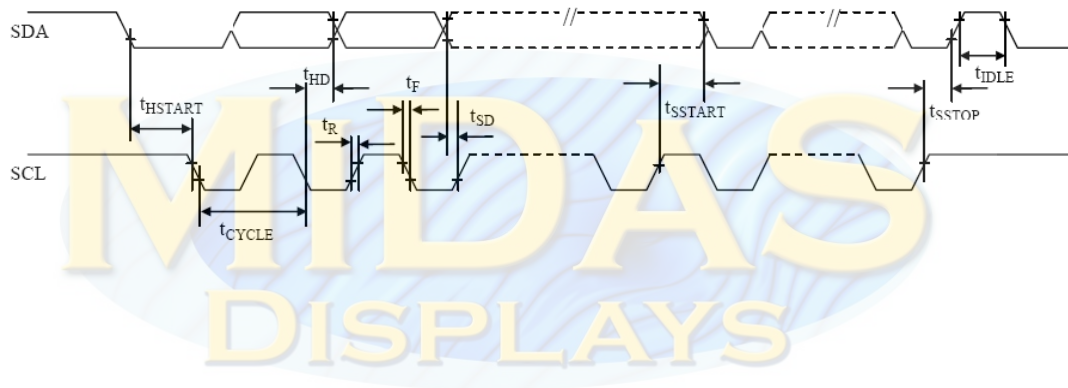 SDA
//
//
tHD
tF
tIDLE
tHSTART
tR
tSD
tSSTART
tSSTOP
SCL
tCYCLE
MIDAS
DISPLAYS